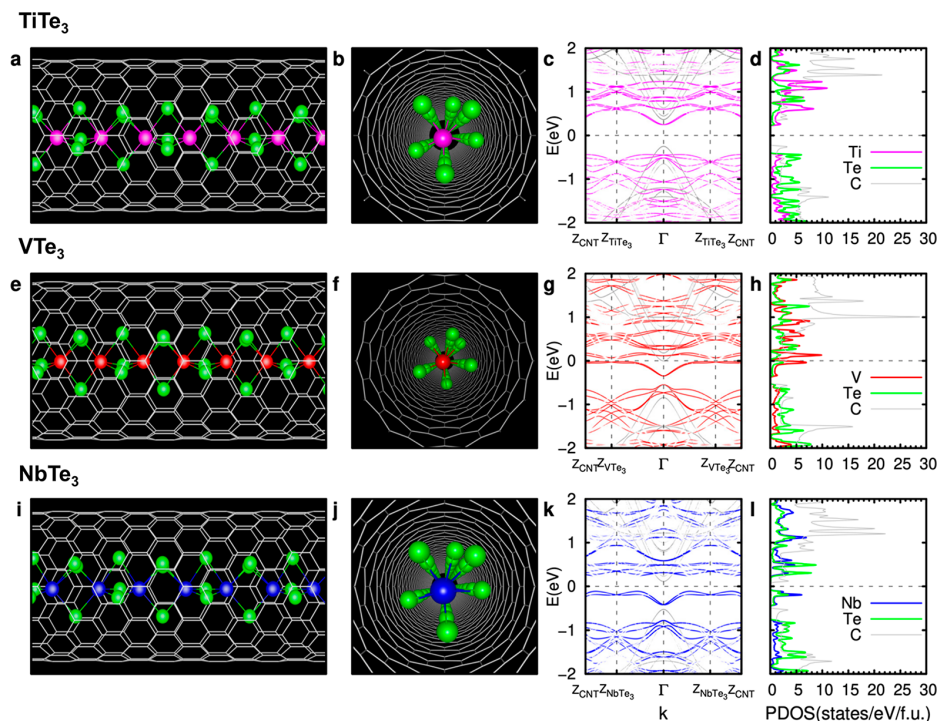 TiTe3
a
b
c
d
2
1
0
−1
−2
E(eV)
ZCNT ZTiTe3 Γ ZTiTe3 ZCNT
Ti
Te
C
0 5 10 15 20 25 30
VTe3
e
f
g
h
2
1
0
−1
−2
E(eV)
ZCNT ZVTe3 Γ ZVTe3 ZCNT
V
Te
C
0 5 10 15 20 25 30
NbTe3
i
j
k
l
2
1
0
−1
−2
E(eV)
ZCNT ZNbTe3 Γ ZNbTe3 ZCNT
k
Nb
Te
C
0 5 10 15 20 25 30
PDOS(states/eV/f.u.)